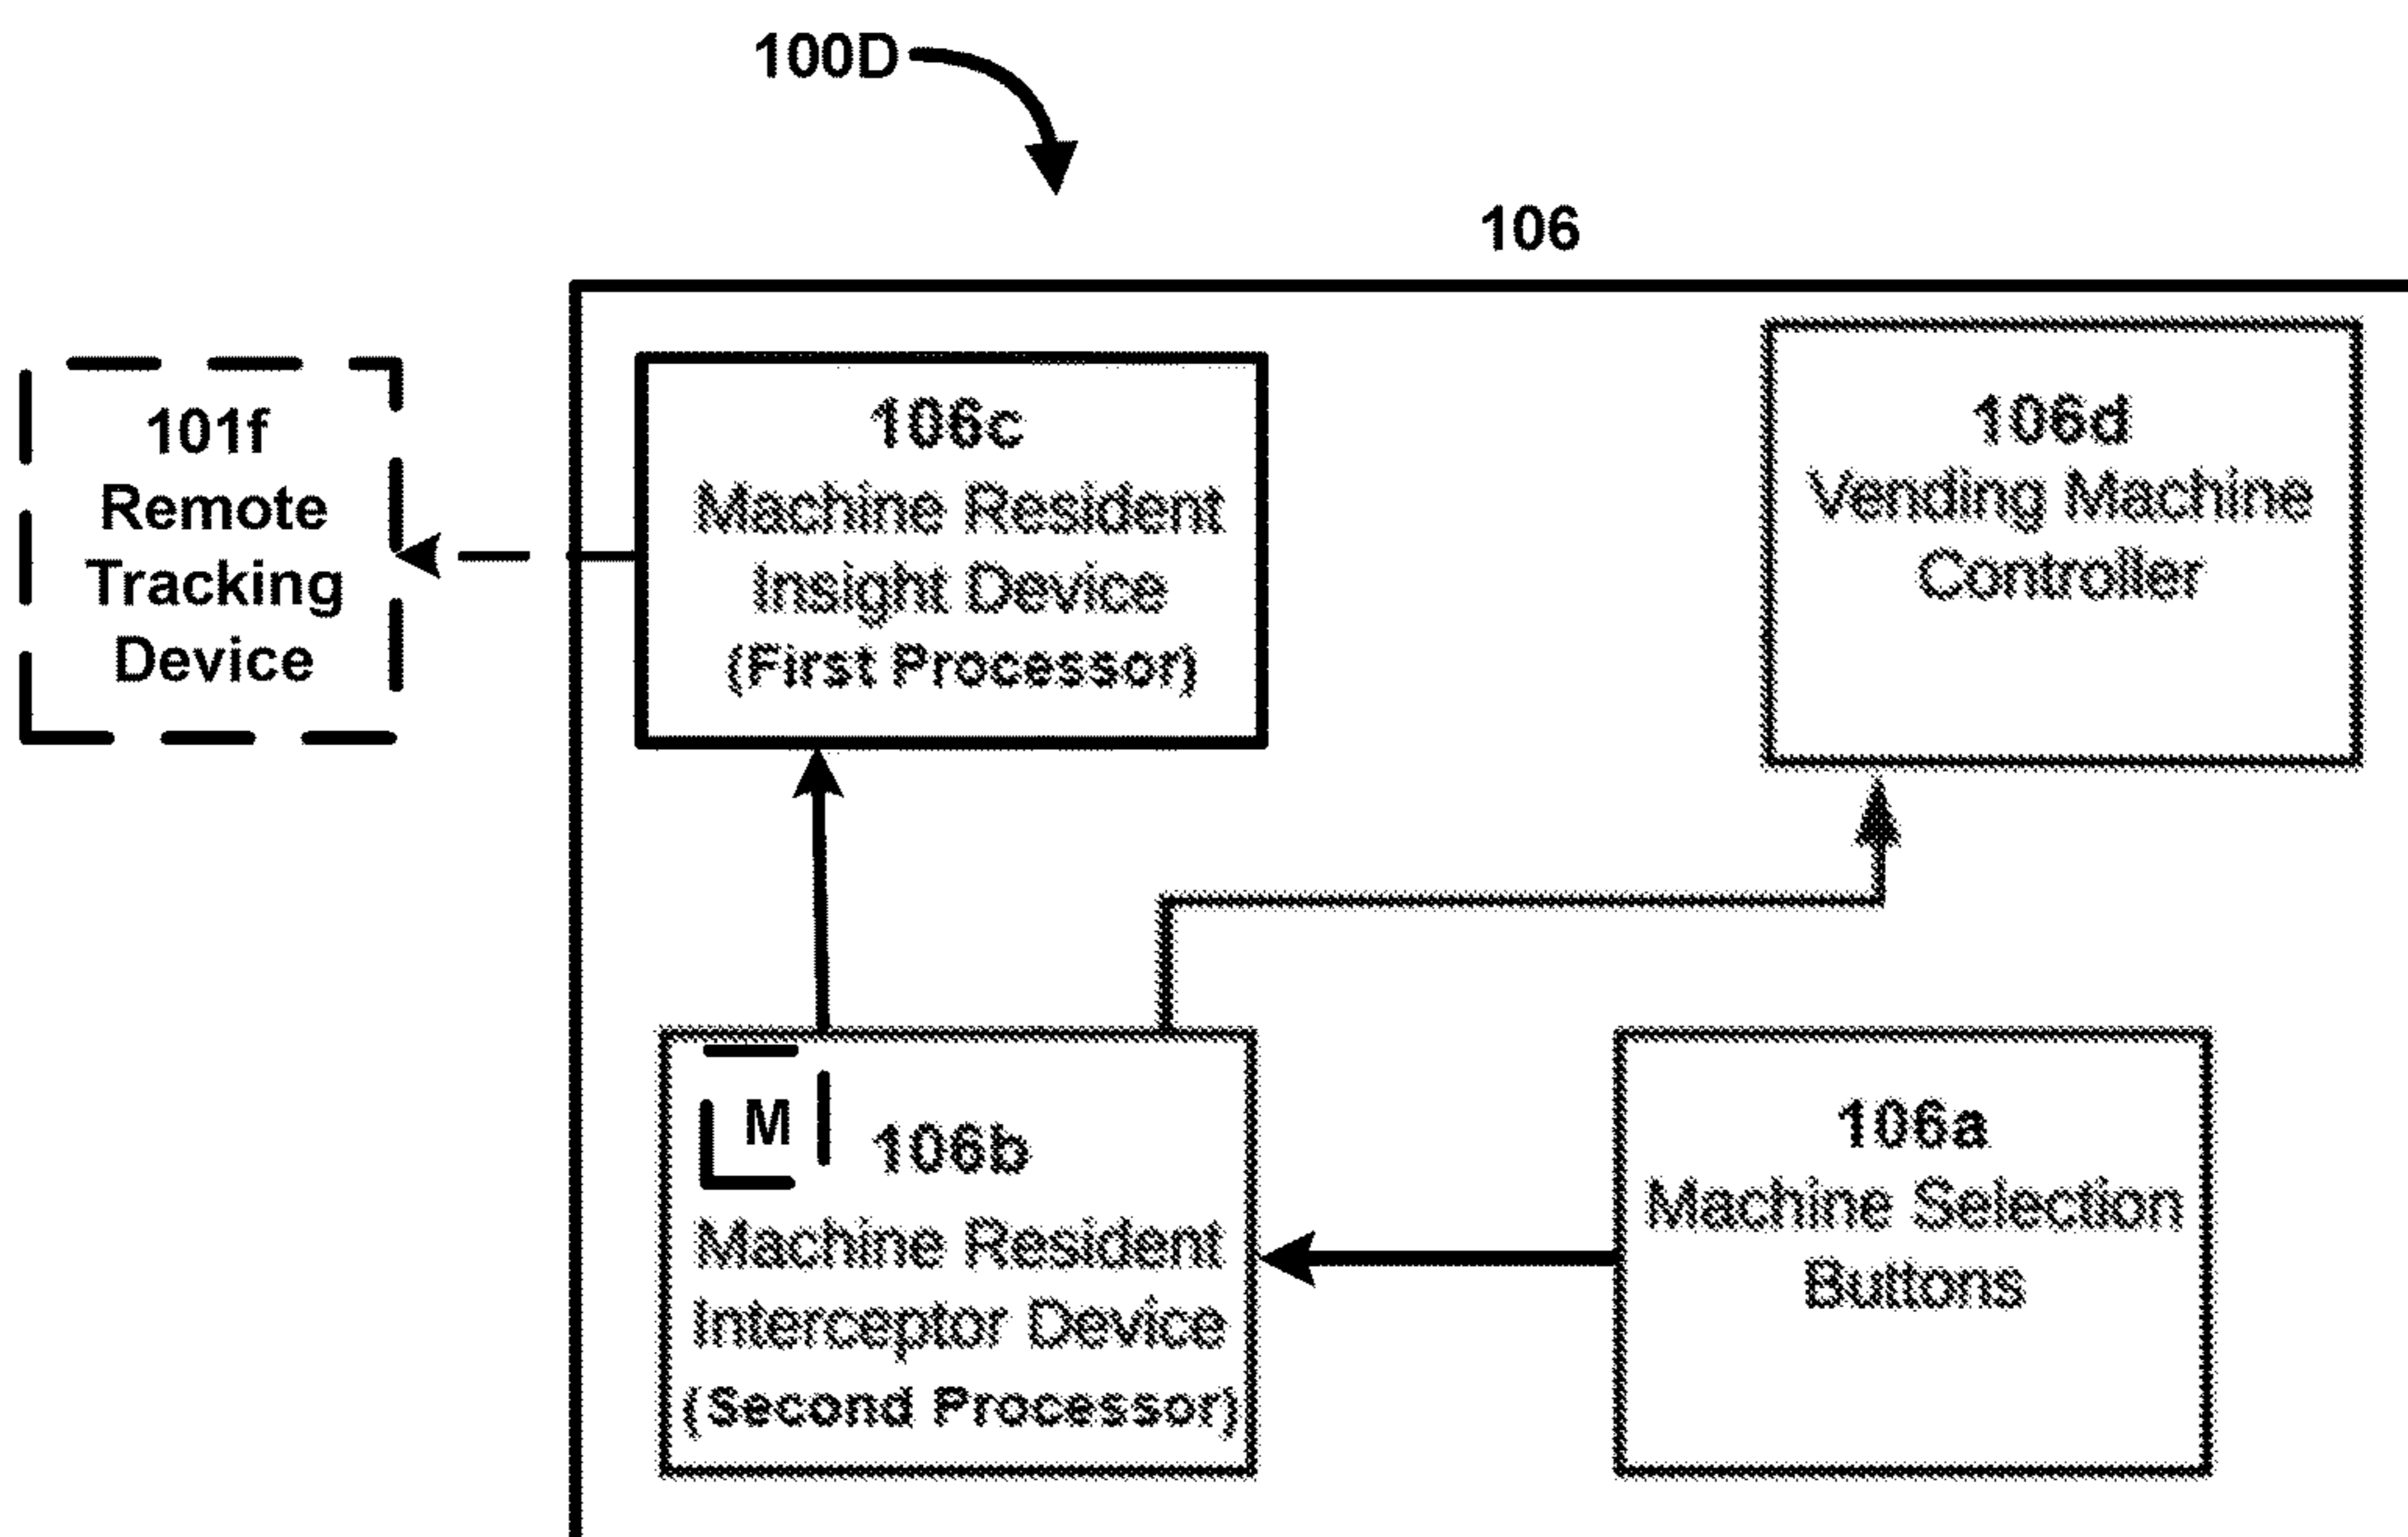 100D
106
101f
Remote
Tracking
Device
106c
Machine Resident
Insight Device
(First Processor)
106d
Vending Machine
Controller
M
106b
Machine Resident
Interceptor Device
(Second Processor)
106a
Machine Selection
Buttons